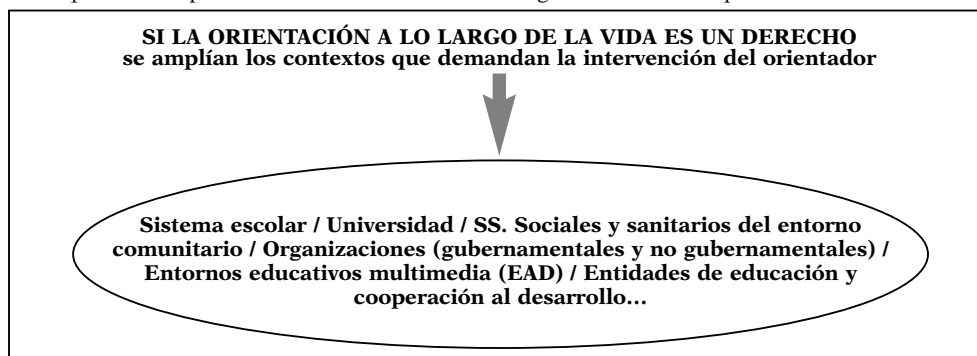 SI LA ORIENTACIÓN A LO LARGO DE LA VIDA ES UN DERECHO
se amplían los contextos que demandan la intervención del orientador
Sistema escolar / Universidad / SS. Sociales y sanitarios del entorno
comunitario / Organizaciones (gubernamentales y no gubernamentales) /
Entornos educativos multimedia (EAD) / Entidades de educación y
cooperación al desarrollo...